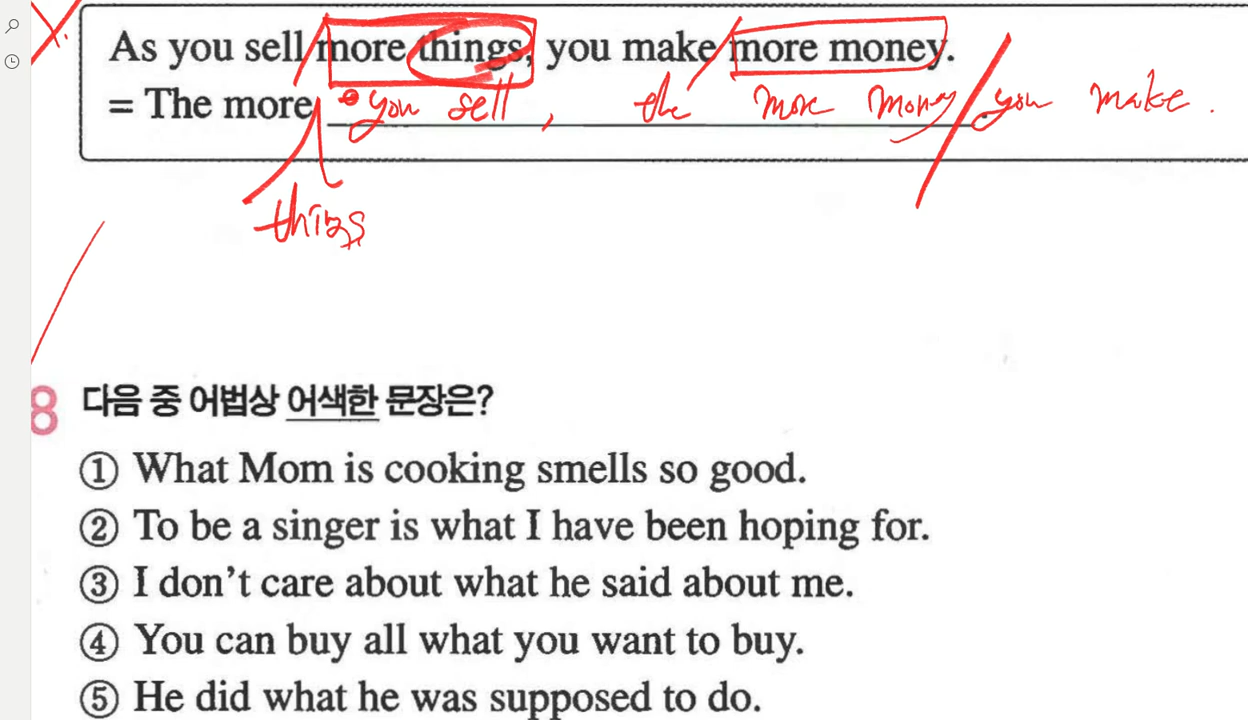 As you sell more things, you make more money.
= The more you sell, the more money you make.
things
8 다음 중 어법상 어색한 문장은?
① What Mom is cooking smells so good.
② To be a singer is what I have been hoping for.
③ I don't care about what he said about me.
④ You can buy all what you want to buy.
⑤ He did what he was supposed to do.